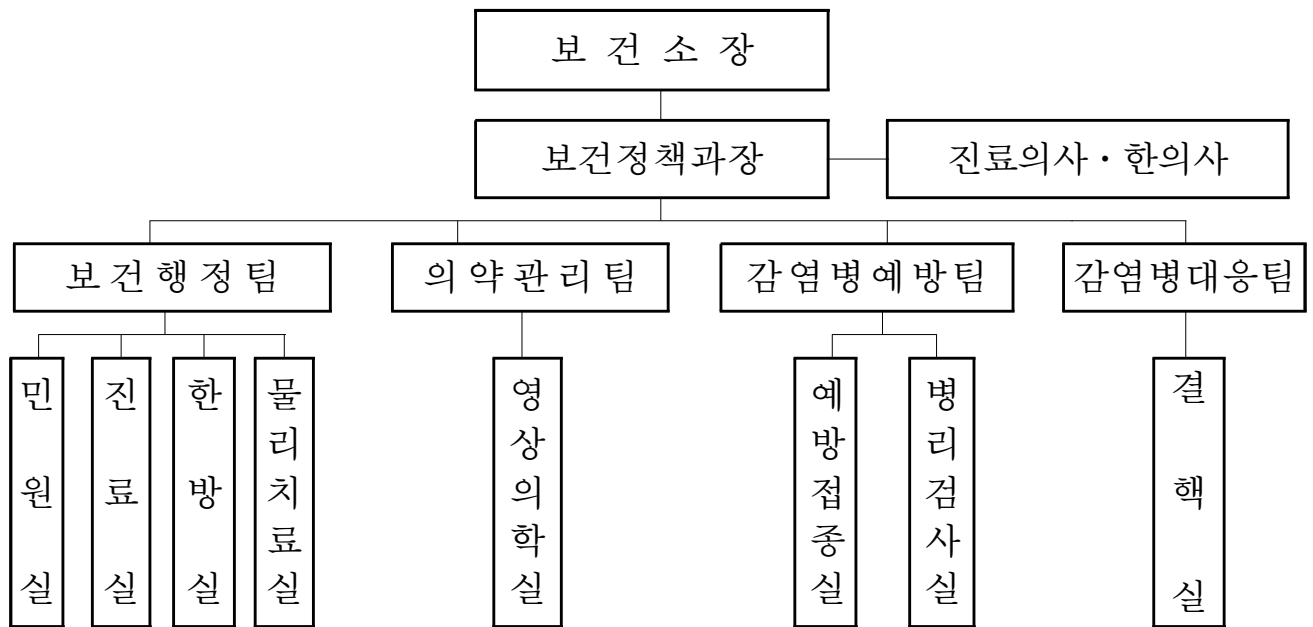 보 건 소 장
보건정책과장
진료의사・한의사
보건행정팀
의약관리팀
감염병예방팀
감염병대응팀
민원실
진료실
한방실
물리치료실
영상의학실
예방접종실
병리검사실
결핵실